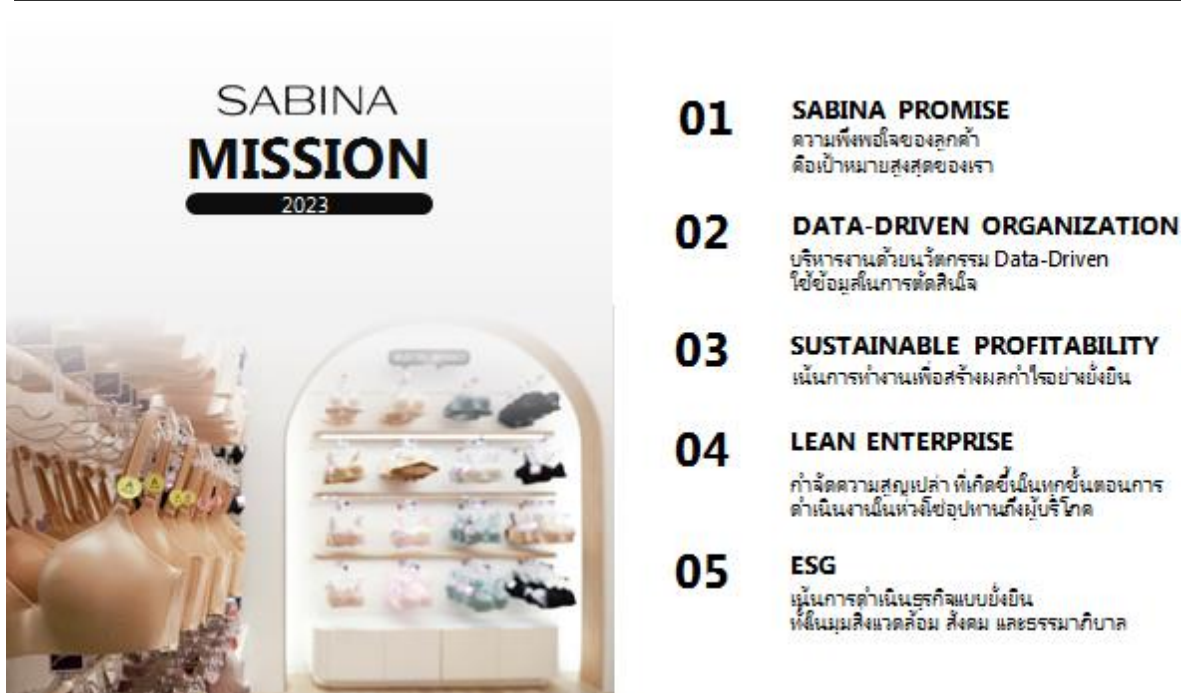 SABINA
MISSION
2023
01
SABINA PROMISE
ความพึงพอใจของลูกค้า
คือเป้าหมายสูงสุดของเรา
02
DATA-DRIVEN ORGANIZATION
บริหารงานด้วยนวัตกรรม Data-Driven
ใช้ข้อมูลในการตัดสินใจ
03
SUSTAINABLE PROFITABILITY
เน้นการทำงานเพื่อสร้างผลกำไรอย่างยั่งยืน
04
LEAN ENTERPRISE
กำจัดความสูญเปล่า ที่เกิดขึ้นในทุกขั้นตอนการ
ดำเนินงานในห่วงโซ่อุปทานถึงผู้บริโภค
05
ESG
เน้นการดำเนินธุรกิจแบบยั่งยืน
ทั้งในมุมสิ่งแวดล้อม สังคม และธรรมาภิบาล